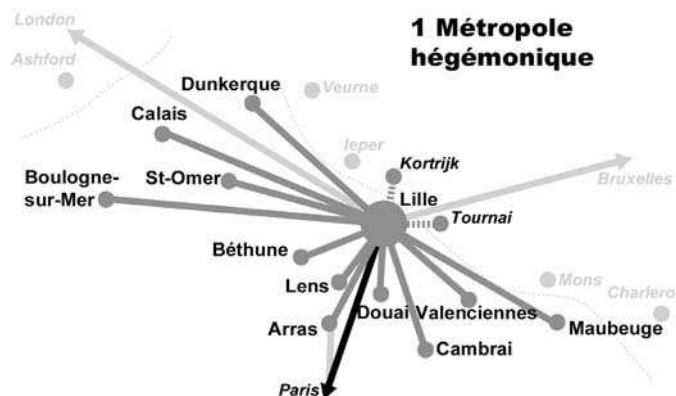 London
1 Métropole
hégémonique
Ashford
Dunkerque
Veurne
Calais
Ieper
Kortrijk
Boulogne-
sur-Mer
St-Omer
Lille
Bruxelles
Tournai
Béthune
Lens
Mons
Charlero
Douai
Valenciennes
Arras
Maubeuge
Cambrai
Paris